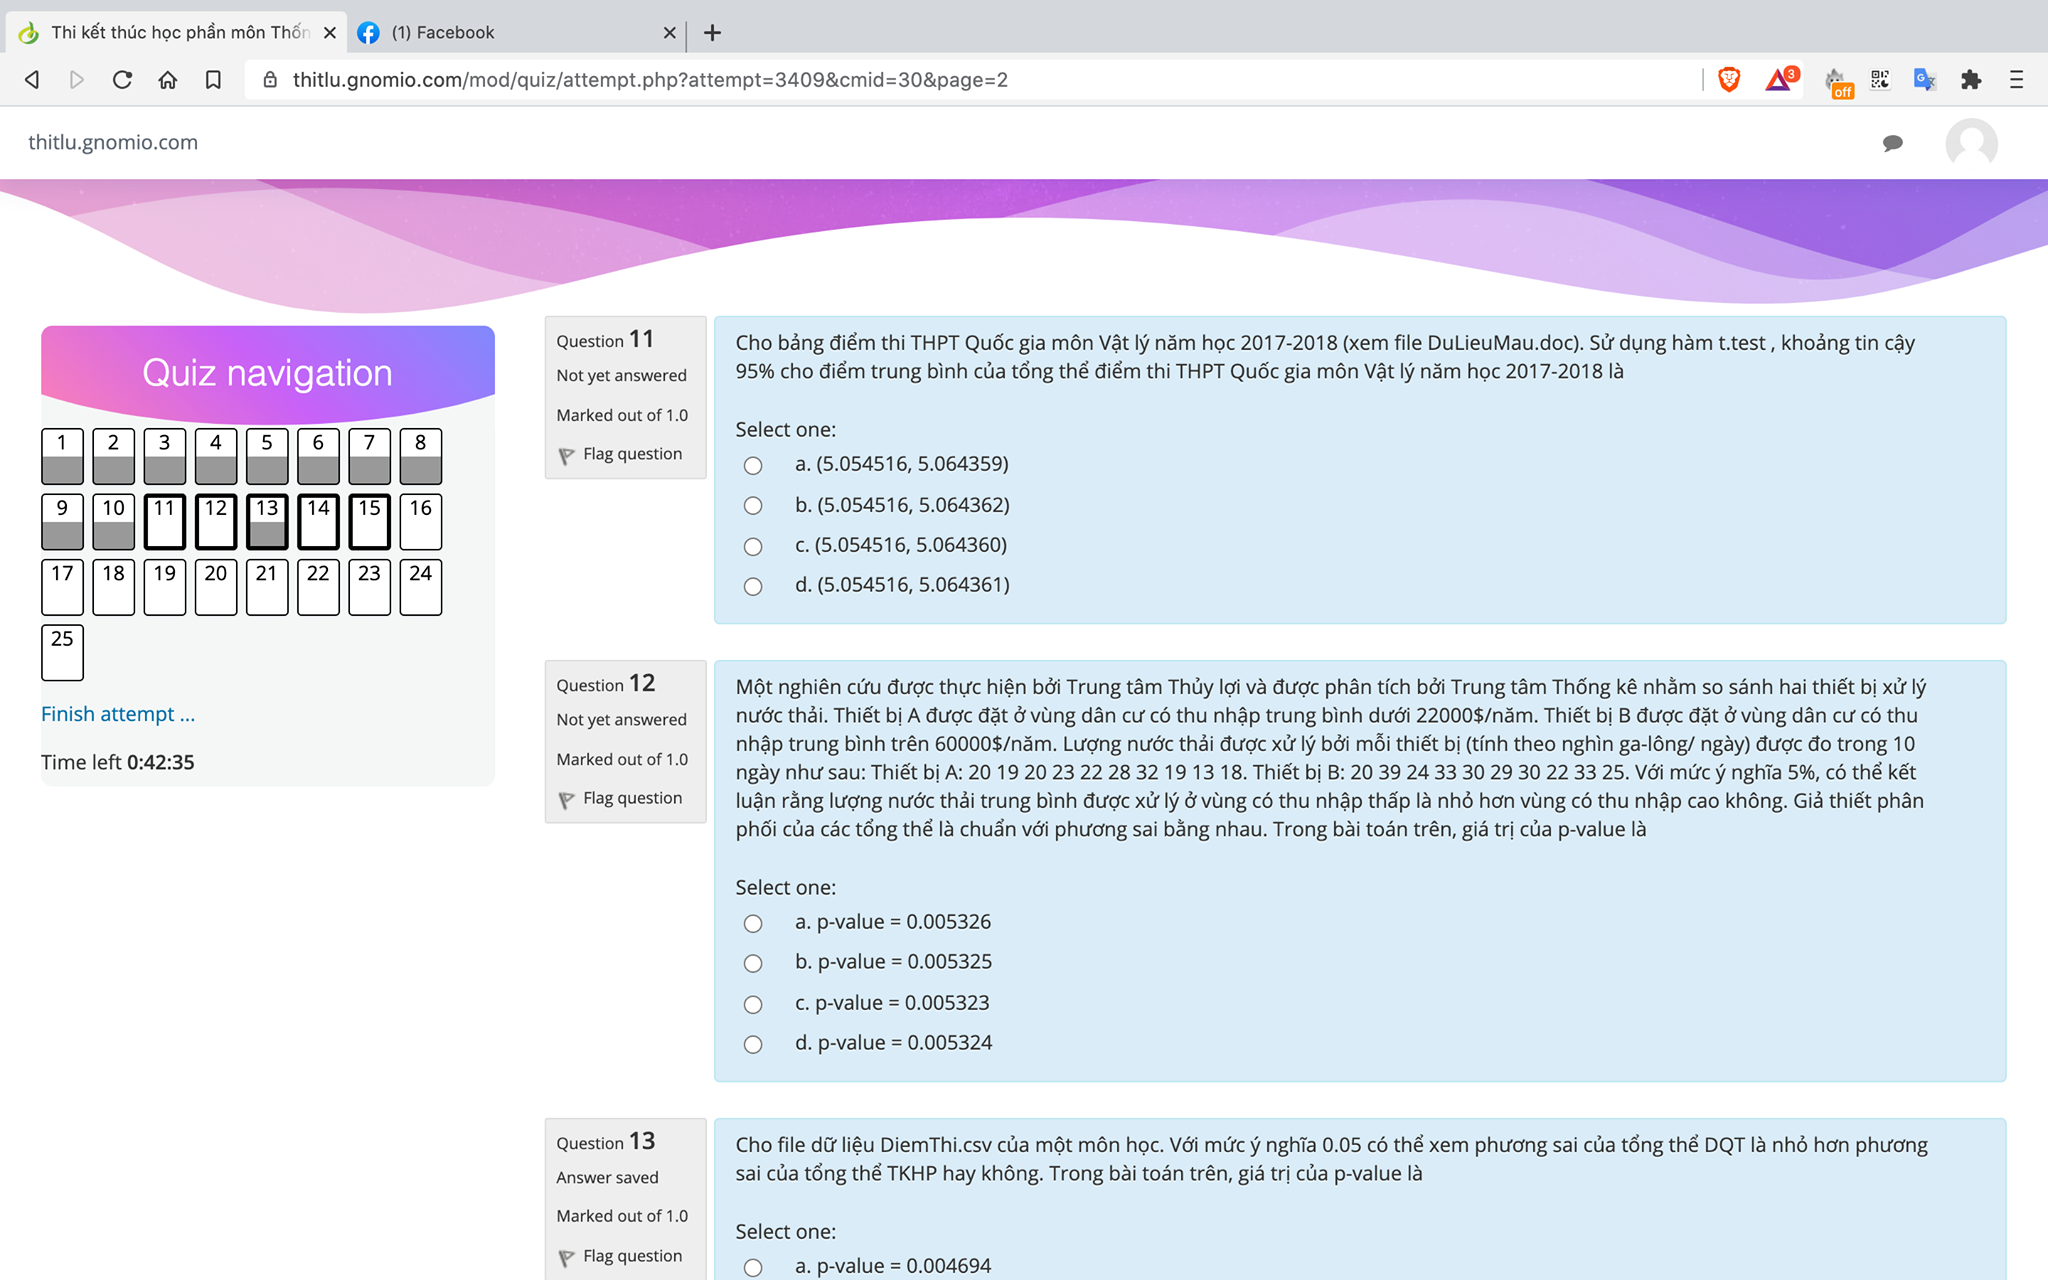 Thi kết thúc học phần môn Thốn
(1) Facebook
thitlu.gnomio.com/mod/quiz/attempt.php?attempt=3409&cmid=30&page=2
3
off
thitlu.gnomio.com
Quiz navigation
1 2 3 4 5 6 7 8
9 10 11 12 13 14 15 16
17 18 19 20 21 22 23 24
25
Finish attempt ...
Time left 0:42:35
Question 11
Not yet answered
Marked out of 1.0
Flag question
Cho bảng điểm thi THPT Quốc gia môn Vật lý năm học 2017-2018 (xem file DuLieuMau.doc). Sử dụng hàm t.test , khoảng tin cậy
95% cho điểm trung bình của tổng thể điểm thi THPT Quốc gia môn Vật lý năm học 2017-2018 là
Select one:
a. (5.054516, 5.064359)
b. (5.054516, 5.064362)
c. (5.054516, 5.064360)
d. (5.054516, 5.064361)
Question 12
Not yet answered
Marked out of 1.0
Flag question
Một nghiên cứu được thực hiện bởi Trung tâm Thủy lợi và được phân tích bởi Trung tâm Thống kê nhằm so sánh hai thiết bị xử lý
nước thải. Thiết bị A được đặt ở vùng dân cư có thu nhập trung bình dưới 22000$/năm. Thiết bị B được đặt ở vùng dân cư có thu
nhập trung bình trên 60000$/năm. Lượng nước thải được xử lý bởi mỗi thiết bị (tính theo nghìn ga-lông/ ngày) được đo trong 10
ngày như sau: Thiết bị A: 20 19 20 23 22 28 32 19 13 18. Thiết bị B: 20 39 24 33 30 29 30 22 33 25. Với mức ý nghĩa 5%, có thể kết
luận rằng lượng nước thải trung bình được xử lý ở vùng có thu nhập thấp là nhỏ hơn vùng có thu nhập cao không. Giả thiết phân
phối của các tổng thể là chuẩn với phương sai bằng nhau. Trong bài toán trên, giá trị của p-value là
Select one:
a. p-value = 0.005326
b. p-value = 0.005325
c. p-value = 0.005323
d. p-value = 0.005324
Question 13
Answer saved
Marked out of 1.0
Flag question
Cho file dữ liệu DiemThi.csv của một môn học. Với mức ý nghĩa 0.05 có thể xem phương sai của tổng thể DQT là nhỏ hơn phương
sai của tổng thể TKHP hay không. Trong bài toán trên, giá trị của p-value là
Select one:
a. p-value = 0.004694